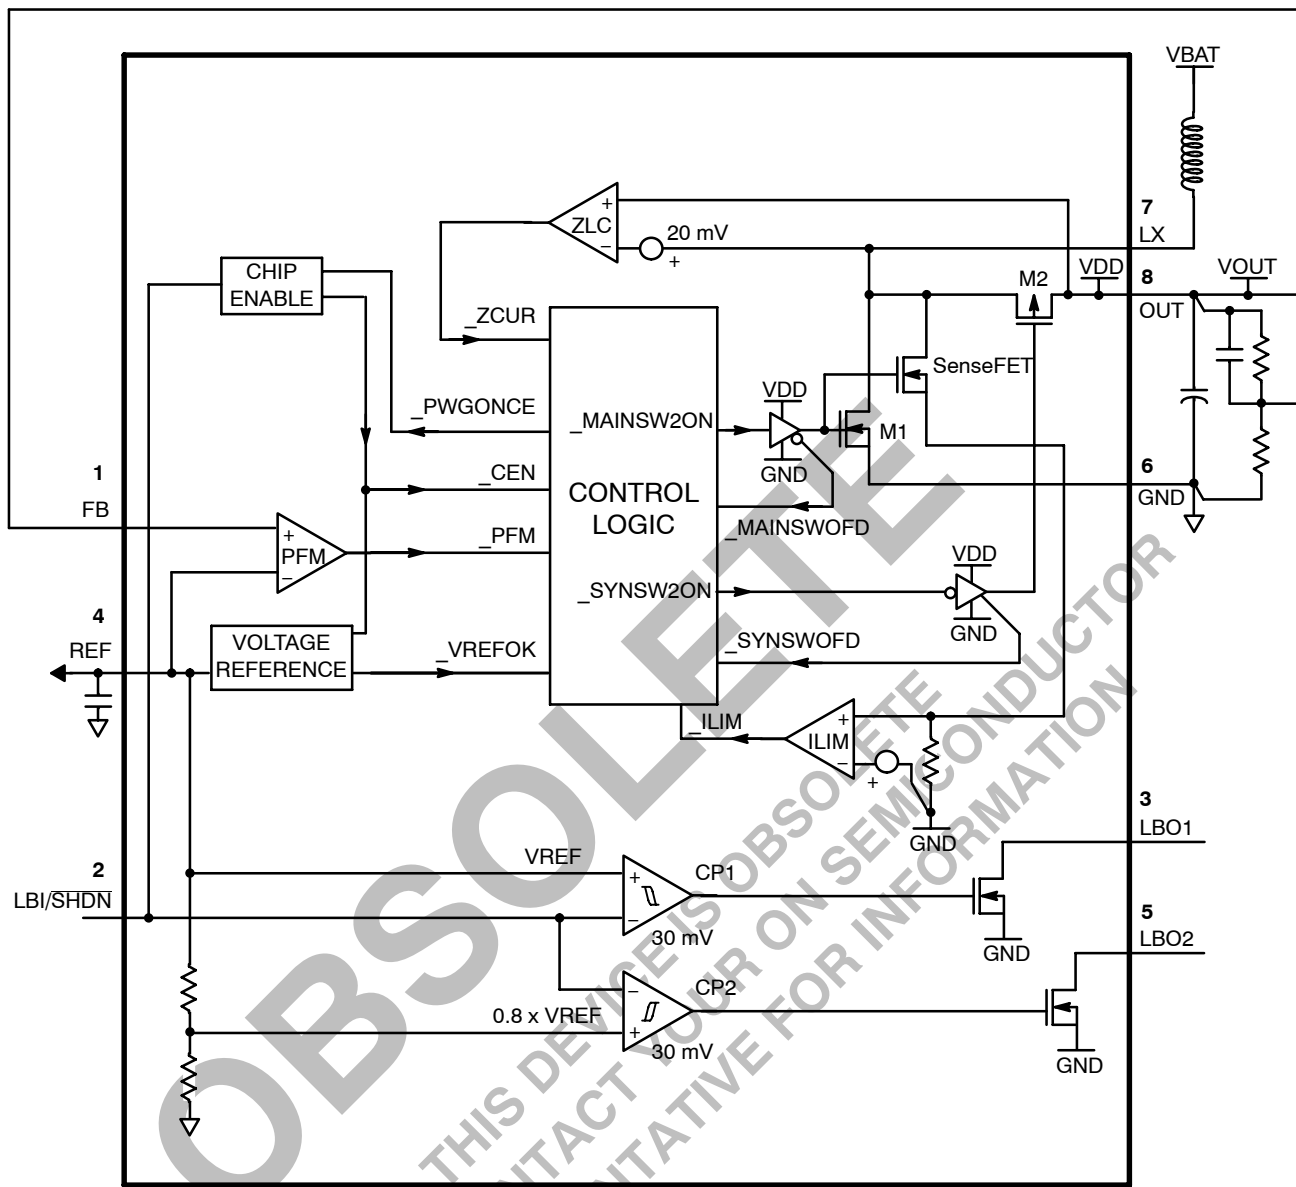 VBAT
7
LX
ZLC
+
−
20 mV
+
CHIP
ENABLE
M2
VDD
8
OUT
VOUT
_ZCUR
SenseFET
_PWGONCE
_MAINSW2ON
VDD
GND
M1
6
GND
1
FB
_CEN
CONTROL
LOGIC
_MAINSWOFD
+
PFM
−
_PFM
_SYNSW2ON
VDD
GND
4
REF
VOLTAGE
REFERENCE
_VREFOK
_SYNSWOFD
_ILIM
+
ILIM
−
+
GND
3
LBO1
VREF
+
−
CP1
30 mV
GND
2
LBI/SHDN
5
LBO2
−
+
CP2
0.8 x VREF
30 mV
GND
OBSOLETE
THIS DEVICE IS OBSOLETE
YOUR ON SEMICONDUCTOR
FOR INFORMATION